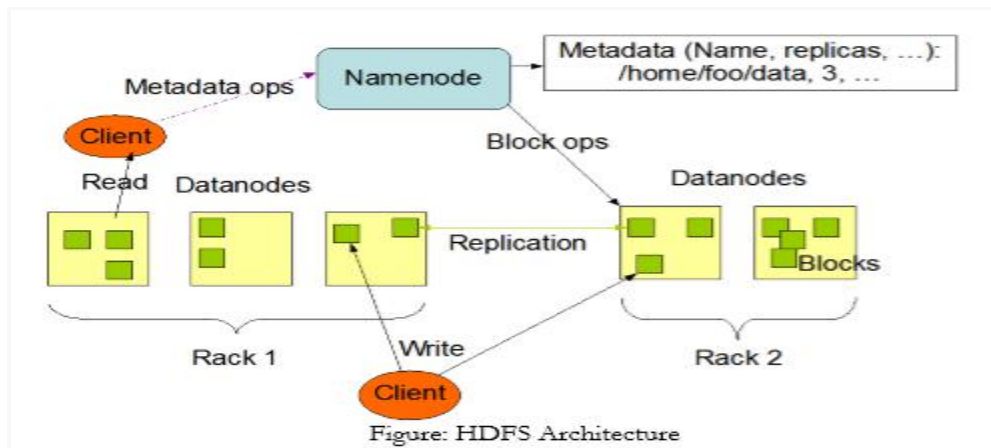 Metadata (Name, replicas, ...):
/home/foo/data, 3, ...
Namenode
Metadata ops
Client
Block ops
Read
Datanodes
Datanodes
Replication
Blocks
Rack 1
Write
Rack 2
Client
Figure: HDFS Architecture